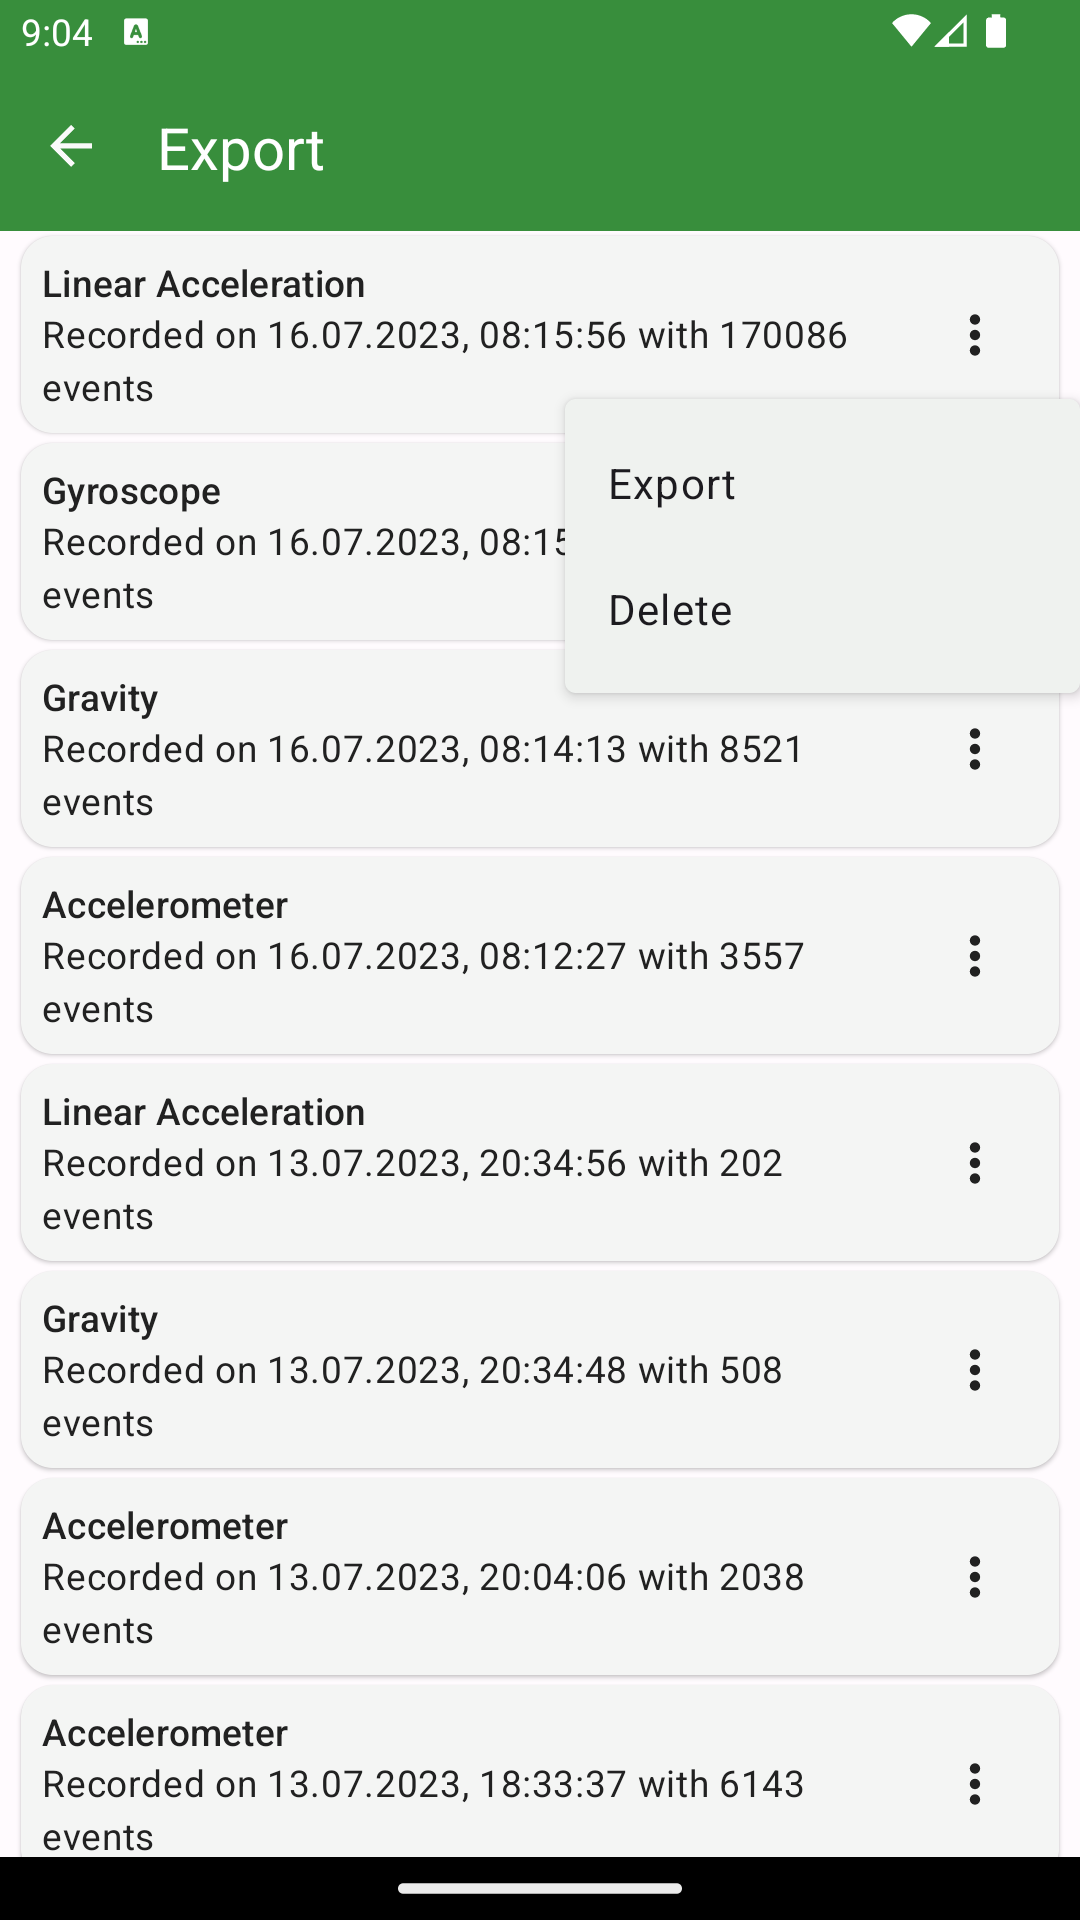 9:04
Export
Linear Acceleration
Recorded on 16.07.2023, 08:15:56 with 170086
events
Export
Gyroscope
Recorded on 16.07.2023,
events
Delete
Gravity
Recorded on 16.07.2023, 08:14:13 with 8521
events
Accelerometer
Recorded on 16.07.2023, 08:12:27 with 3557
events
Linear Acceleration
Recorded on 13.07.2023, 20:34:56 with 202
events
Gravity
Recorded on 13.07.2023, 20:34:48 with 508
events
Accelerometer
Recorded on 13.07.2023, 20:04:06 with 2038
events
Accelerometer
Recorded on 13.07.2023, 18:33:37 with 6143
events